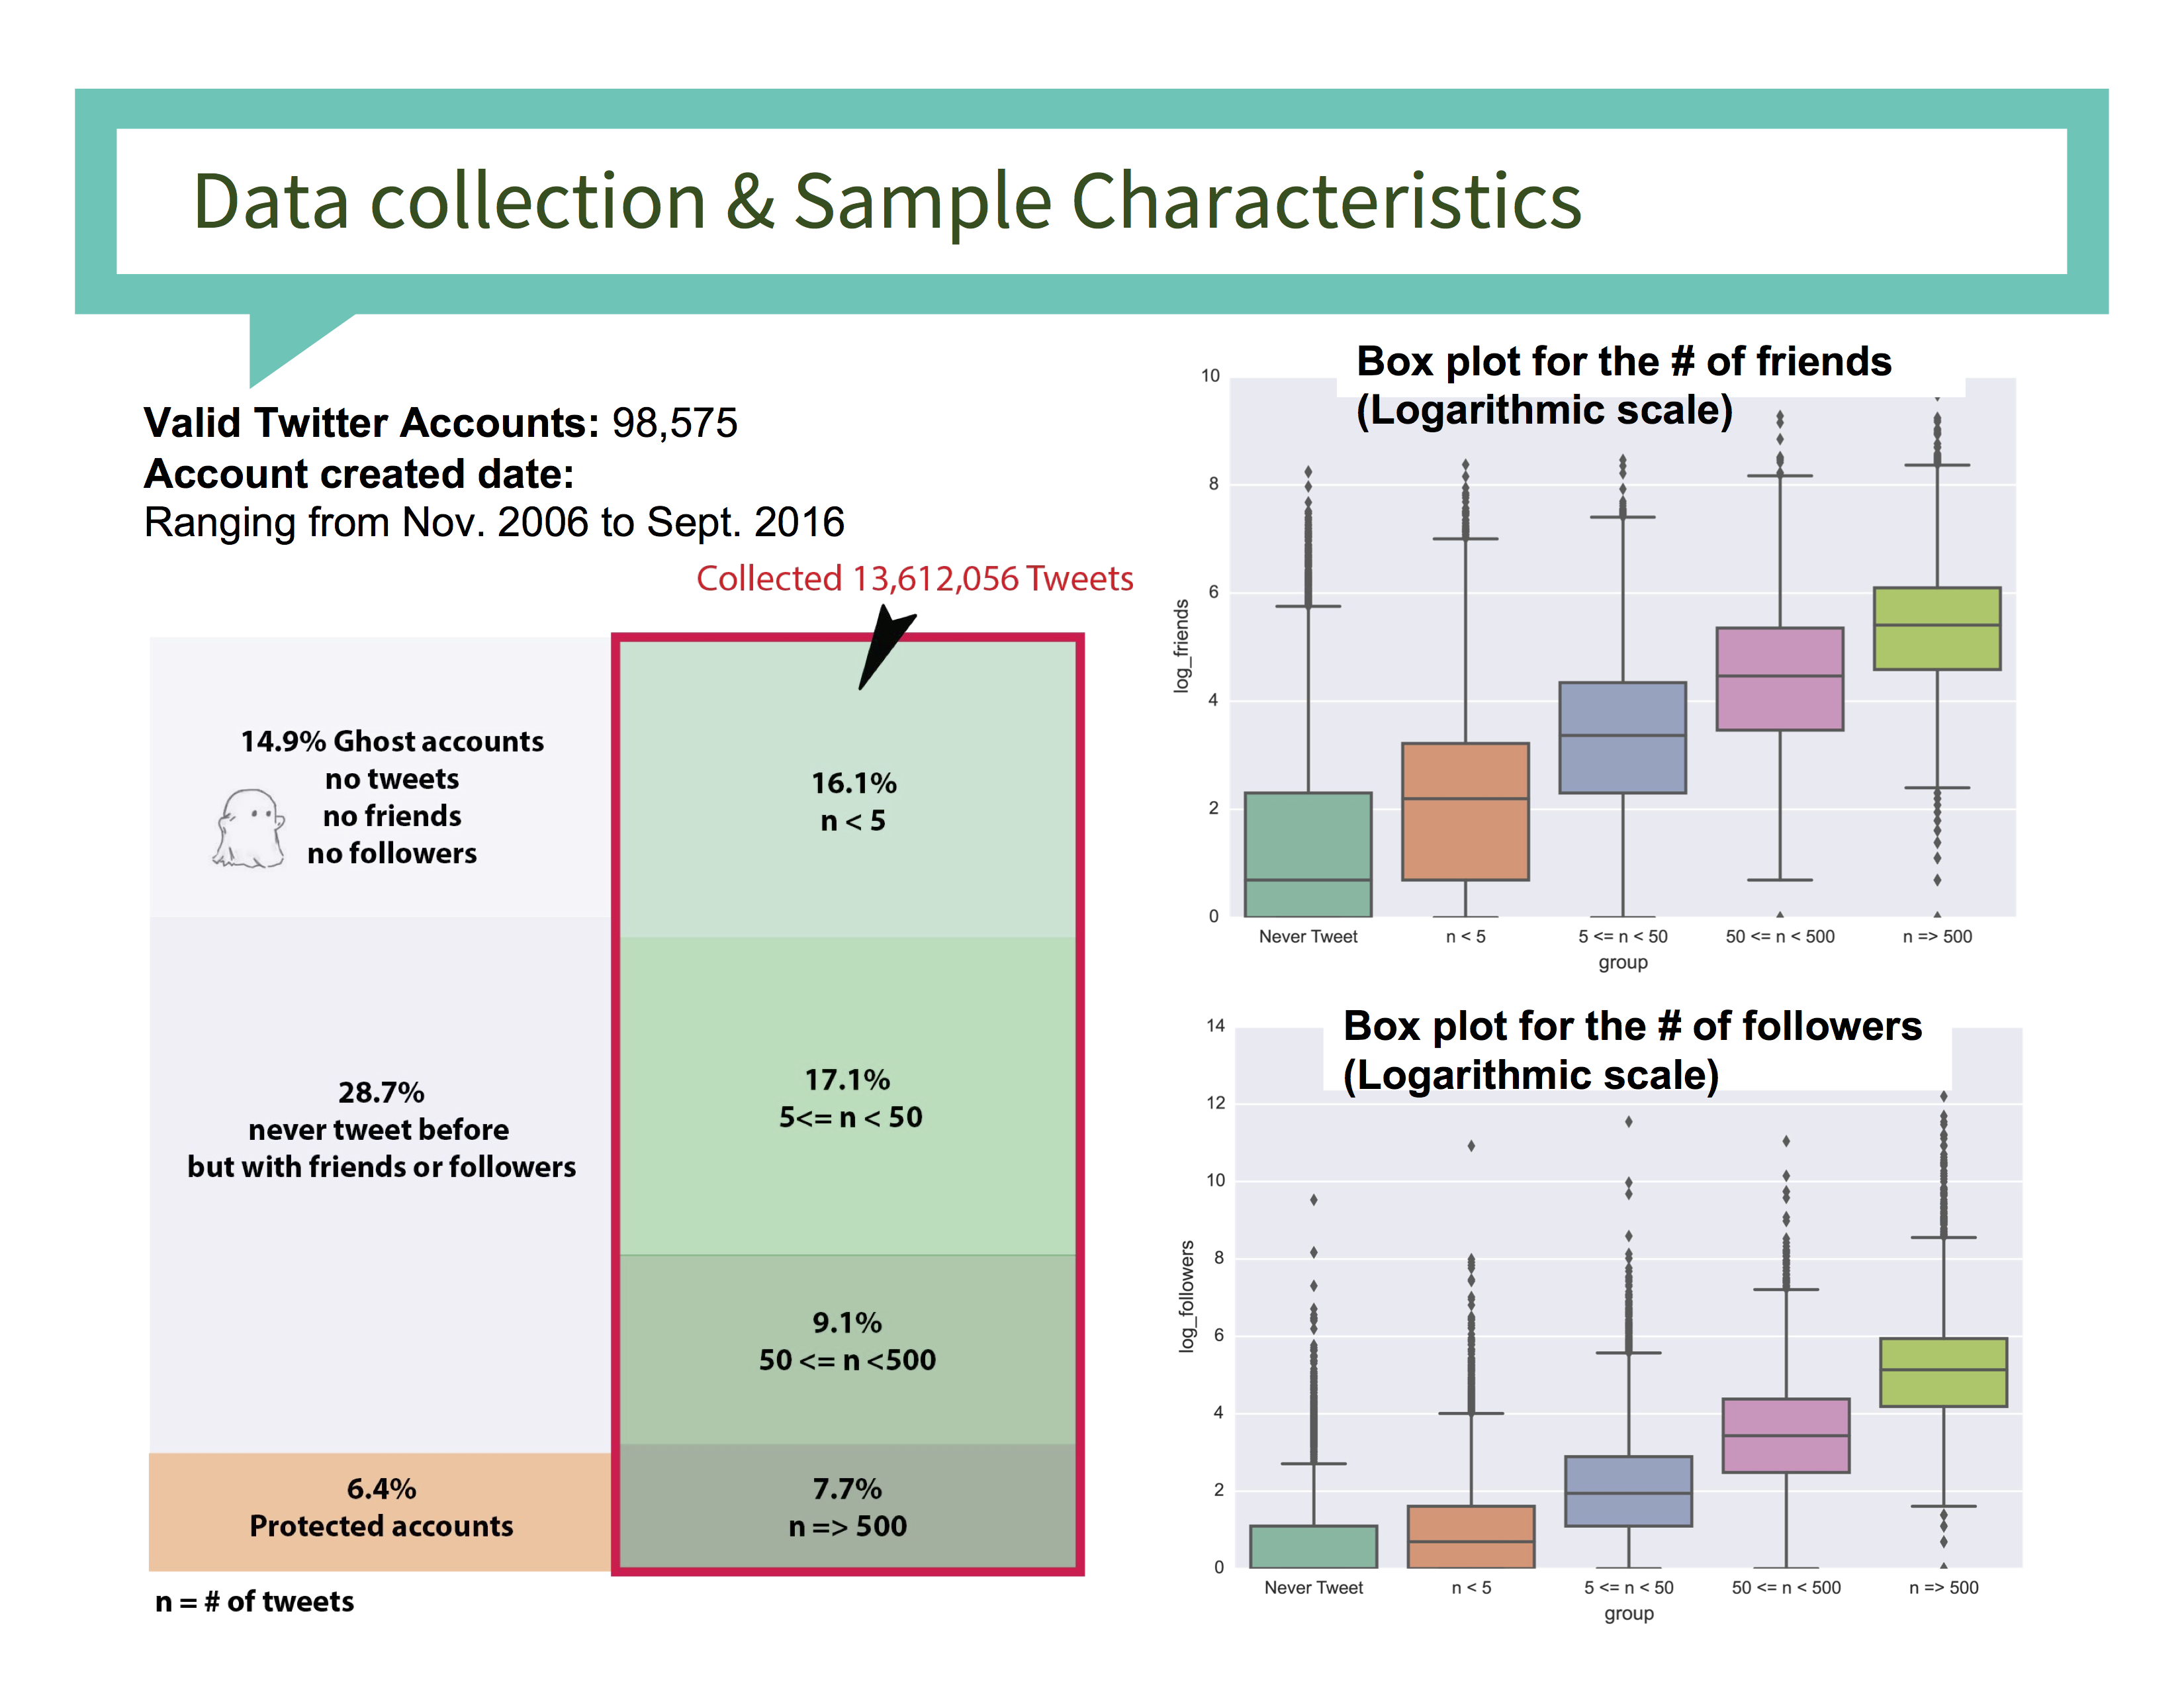 Data collection & Sample Characteristics
Valid Twitter Accounts: 98,575
Account created date:
Ranging from Nov. 2006 to Sept. 2016
Collected 13,612,056 Tweets
14.9% Ghost accounts
no tweets
no friends
no followers
28.7%
never tweet before
but with friends or followers
6.4%
Protected accounts
16.1%
n < 5
17.1%
5<= n < 50
9.1%
50 <= n <500
7.7%
n => 500
n = # of tweets
Box plot for the # of friends
(Logarithmic scale)
10
8
6
4
2
0
log_friends
Never Tweet
n < 5
5 <= n < 50
50 <= n < 500
n => 500
group
Box plot for the # of followers
(Logarithmic scale)
14
12
10
8
6
4
2
0
log_followers
Never Tweet
n < 5
5 <= n < 50
50 <= n < 500
n => 500
group